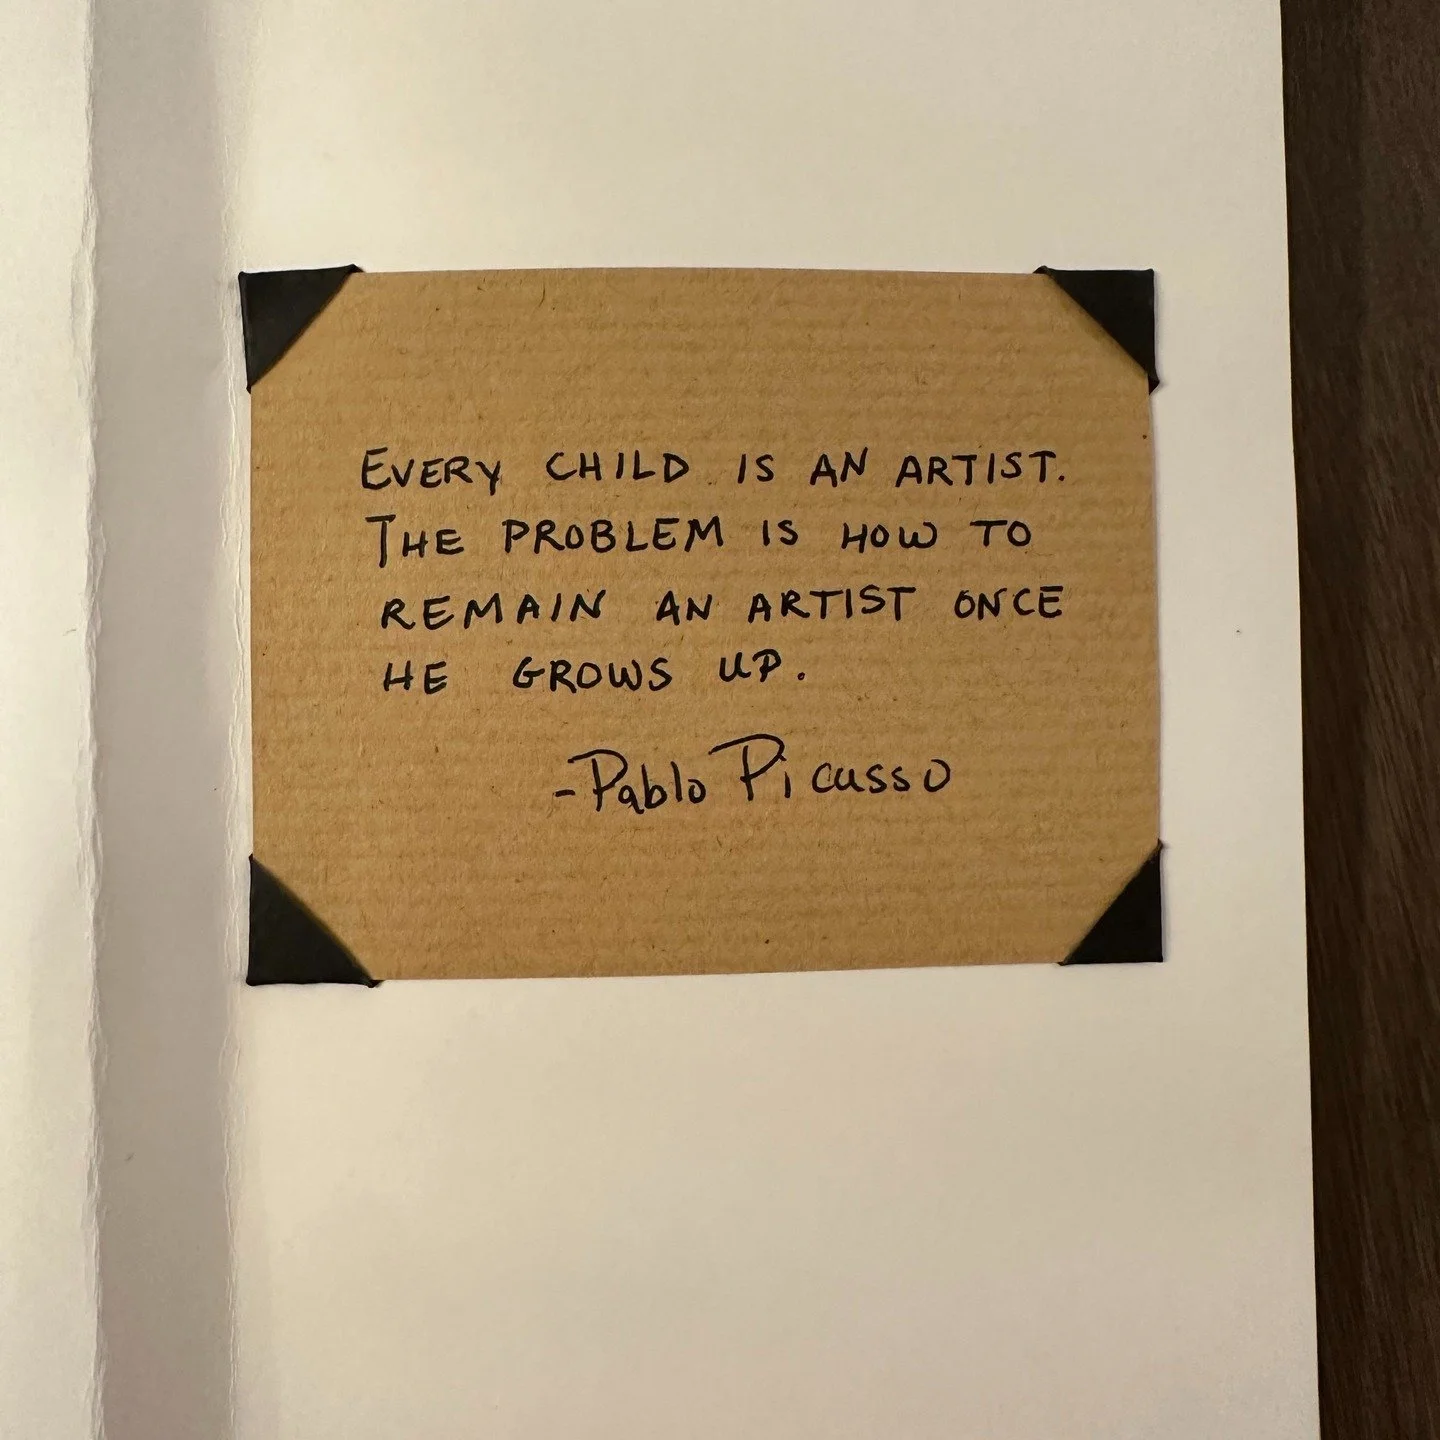 EVERY CHILD IS AN ARTIST.
THE PROBLEM IS HOW TO
REMAIN AN ARTIST ONCE
HE GROWS UP.
-Pablo Picasso